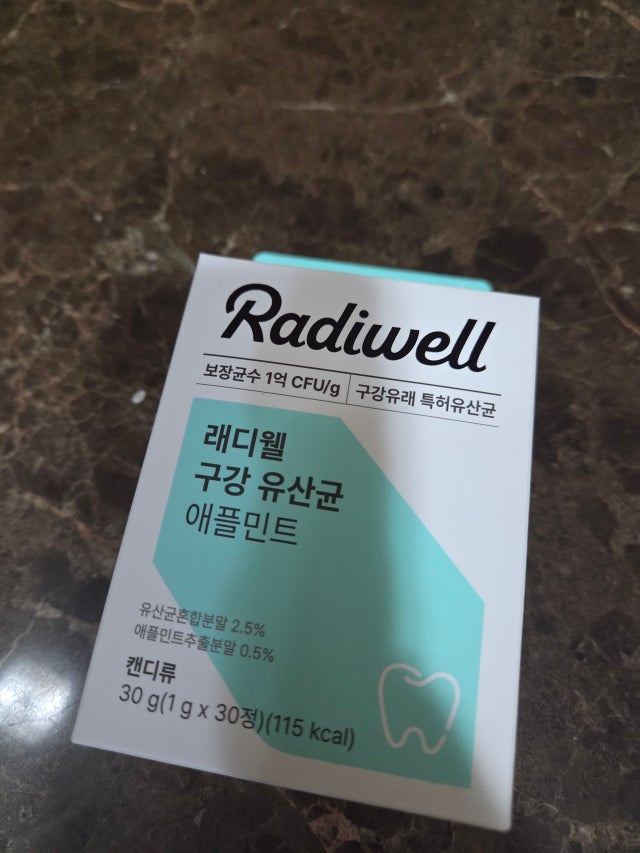 Radiwell
보장균수 1억 CFU/g 구강유래 특허유산균
래디웰
구강 유산균
애플민트
유산균혼합분말 2.5%
애플민트추출분말 0.5%
캔디류
30 g(1 g x 30정)(115 kcal)